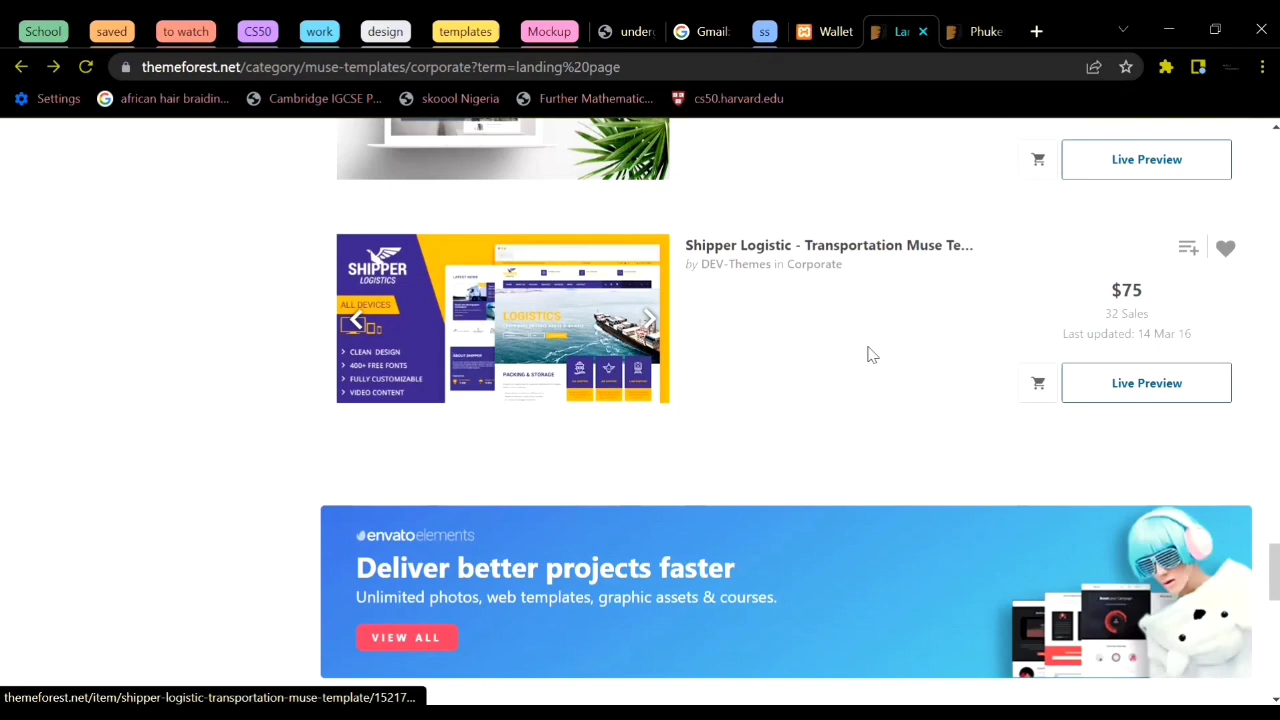 School
saved
to watch
CS50
work
design
templates
Mockup
under
Gmail:
ss
Wallet
Lar
Phuke
themeforest.net/category/muse-templates/corporate?term=landing%20page
Settings
african hair braidin...
Cambridge IGCSE P...
skoool Nigeria
Further Mathematic...
cs50.harvard.edu
Live Preview
SHIPPER
LOGISTICS
ALL DEVICES
CLEAN DESIGN
400+ FREE FONTS
FULLY CUSTOMIZABLE
VIDEO CONTENT
LATEST NEWS
ABOUT SHIPPER
LOGISTICS
PACKING & STORAGE
Shipper Logistic - Transportation Muse Te...
by DEV-Themes in Corporate
$75
32 Sales
Last updated: 14 Mar 16
Live Preview
envatoelements
Deliver better projects faster
Unlimited photos, web templates, graphic assets & courses.
VIEW ALL
themeforest.net/item/shipper-logistic-transportation-muse-template/15217...